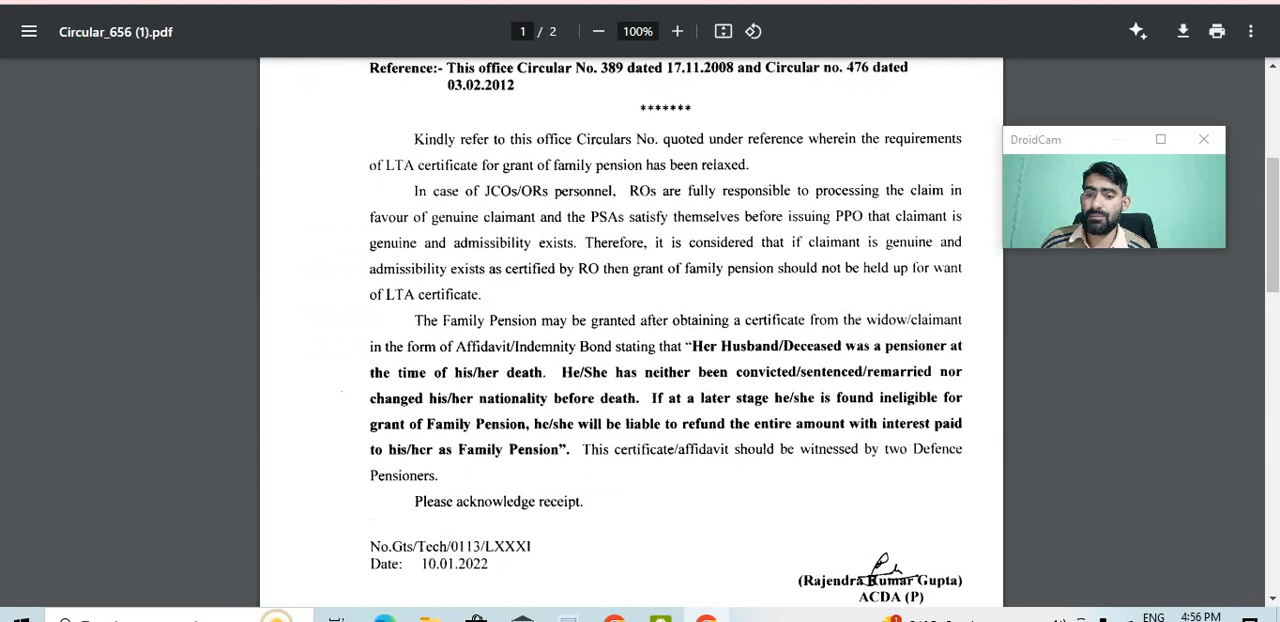 Circular_656 (1).pdf
1 / 2
100%
Reference:- This office Circular No. 389 dated 17.11.2008 and Circular no. 476 dated
03.02.2012
*******
DroidCam
Kindly refer to this office Circulars No. quoted under reference wherein the requirements
of LTA certificate for grant of family pension has been relaxed.
In case of JCOs/ORs personnel, ROs are fully responsible to processing the claim in
favour of genuine claimant and the PSAs satisfy themselves before issuing PPO that claimant is
genuine and admissibility exists. Therefore, it is considered that if claimant is genuine and
admissibility exists as certified by RO then grant of family pension should not be held up for want
of LTA certificate.
The Family Pension may be granted after obtaining a certificate from the widow/claimant
in the form of Affidavit/Indemnity Bond stating that “Her Husband/Deceased was a pensioner at
the time of his/her death. He/She has neither been convicted/sentenced/remarried nor
changed his/her nationality before death. If at a later stage he/she is found ineligible for
grant of Family Pension, he/she will be liable to refund the entire amount with interest paid
to his/her as Family Pension”. This certificate/affidavit should be witnessed by two Defence
Pensioners.
Please acknowledge receipt.
No.Gts/Tech/0113/LXXXI
Date: 10.01.2022
(Rajendra Kumar Gupta)
ACDA (P)
ENG
4:56 PM